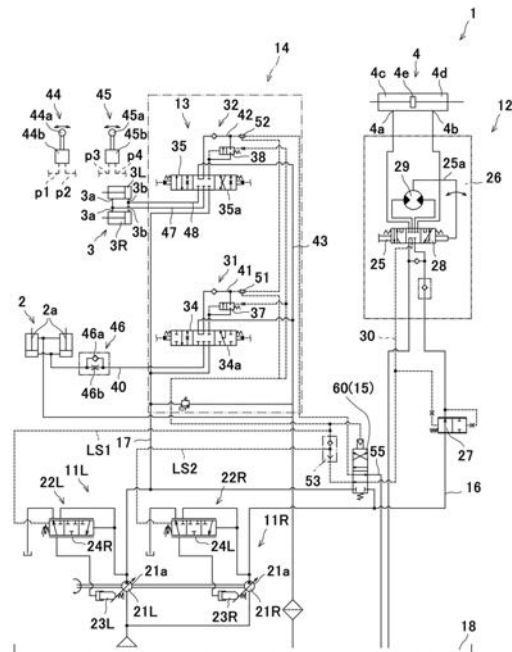 1
14
4
4c 4e 4d
44 45
13
32
12
44a
45a
42 52
4a 4b
44b
45b
35
25a
26
p3 p4
38
29
3L
p1 p2
3a 3b
35a
3a 3b
47 48
43
25 28
3
3R
31
41 51
2
2a
46a 46
34
37
30
34a
46b
40
60(15)
55
27
LS1
17
LS2
53
16
11L
22L
22R
24R
24L
11R
21a
21a
23L
21L
23R
21R
18